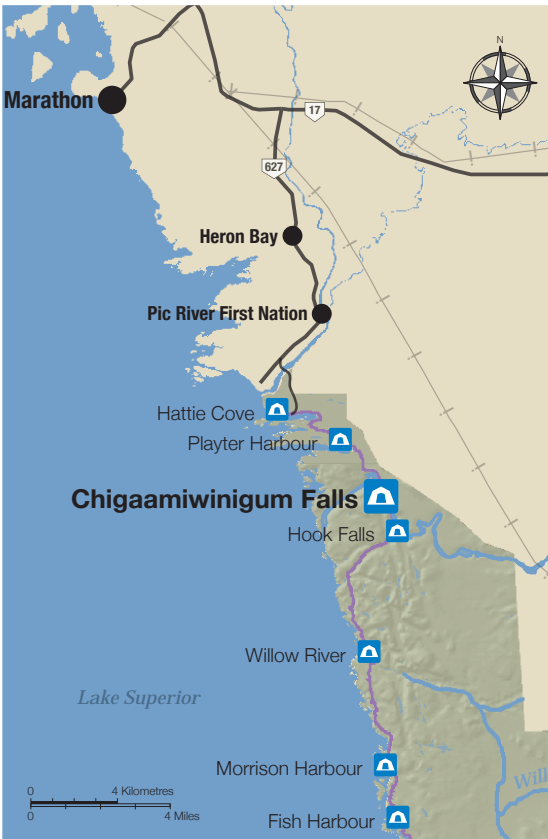 N
Marathon
17
627
Heron Bay
Pic River First Nation
Hattie Cove
Playter Harbour
Chigaamiwinigum Falls
Hook Falls
Willow River
Lake Superior
Morrison Harbour
Will
0 4 Kilometres
0 4 Miles
Fish Harbour